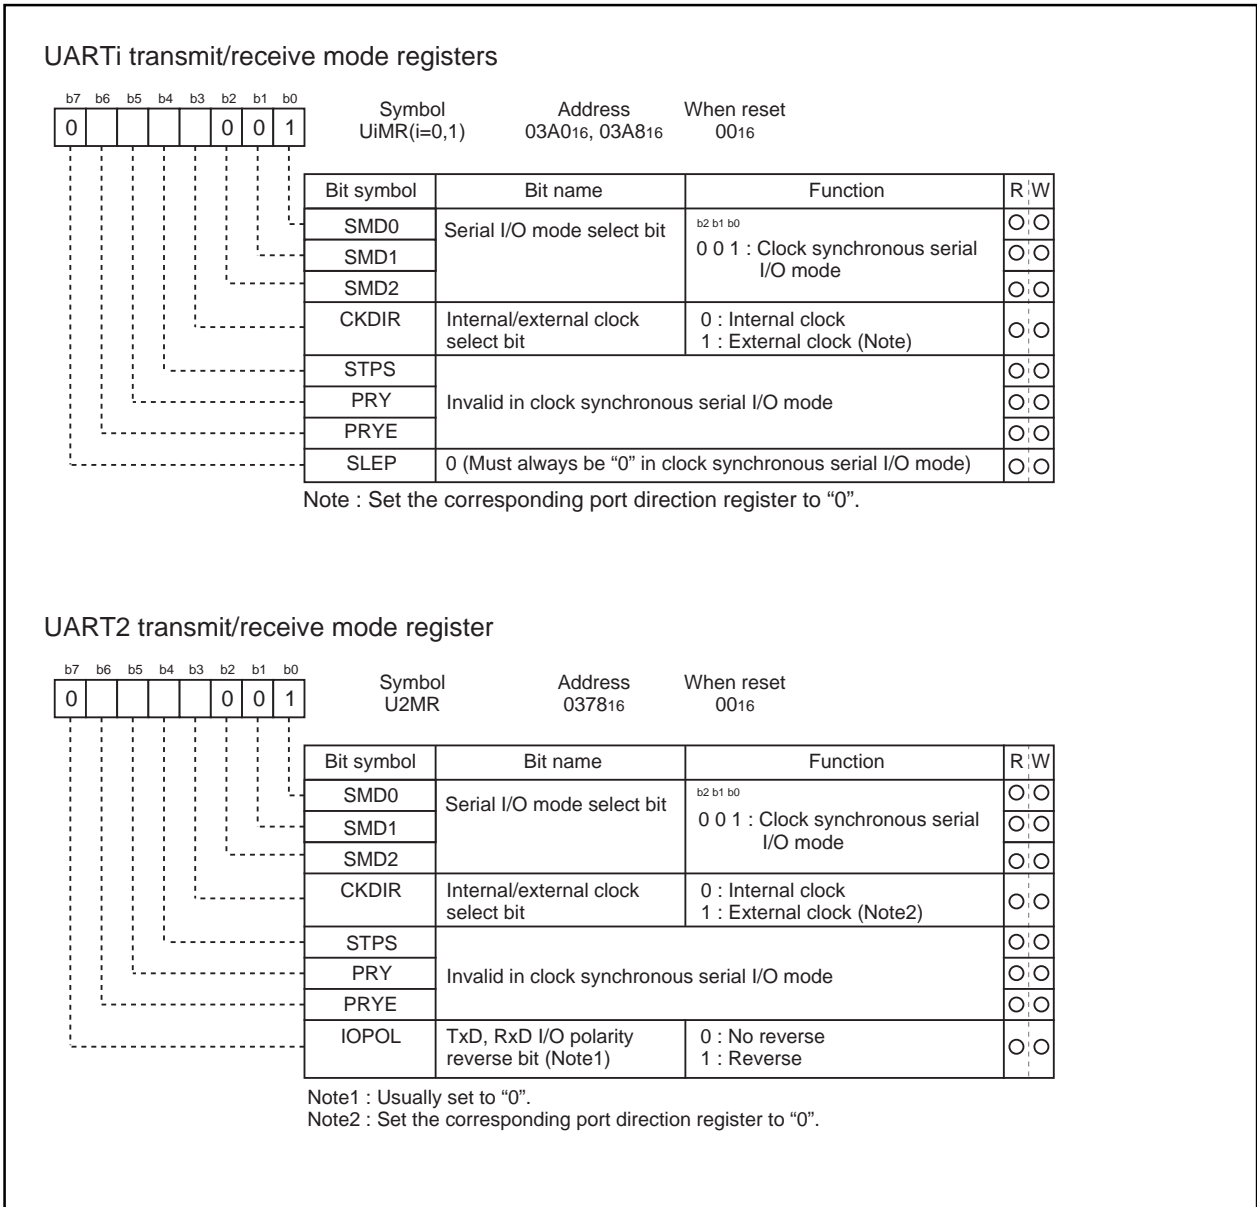 UARTi transmit/receive mode registers
b7 b6 b5 b4 b3 b2 b1 b0
0 0 0 1
Symbol Address When reset
UiMR(i=0,1) 03A016, 03A816 0016
Bit symbol Bit name Function R W
SMD0 Serial I/O mode select bit b2 b1 b0
0 0 1 : Clock synchronous serial
SMD1
I/O mode
SMD2
CKDIR Internal/external clock 0 : Internal clock
select bit 1 : External clock (Note)
STPS
PRY Invalid in clock synchronous serial I/O mode
PRYE
SLEP 0 (Must always be “0” in clock synchronous serial I/O mode)
Note : Set the corresponding port direction register to “0”.
UART2 transmit/receive mode register
b7 b6 b5 b4 b3 b2 b1 b0
0 0 0 1
Symbol Address When reset
U2MR 037816 0016
Bit symbol Bit name Function R W
SMD0 Serial I/O mode select bit b2 b1 b0
0 0 1 : Clock synchronous serial
SMD1
I/O mode
SMD2
CKDIR Internal/external clock 0 : Internal clock
select bit 1 : External clock (Note2)
STPS
PRY Invalid in clock synchronous serial I/O mode
PRYE
IOPOL TxD, RxD I/O polarity 0 : No reverse
reverse bit (Note1) 1 : Reverse
Note1 : Usually set to “0”.
Note2 : Set the corresponding port direction register to “0”.